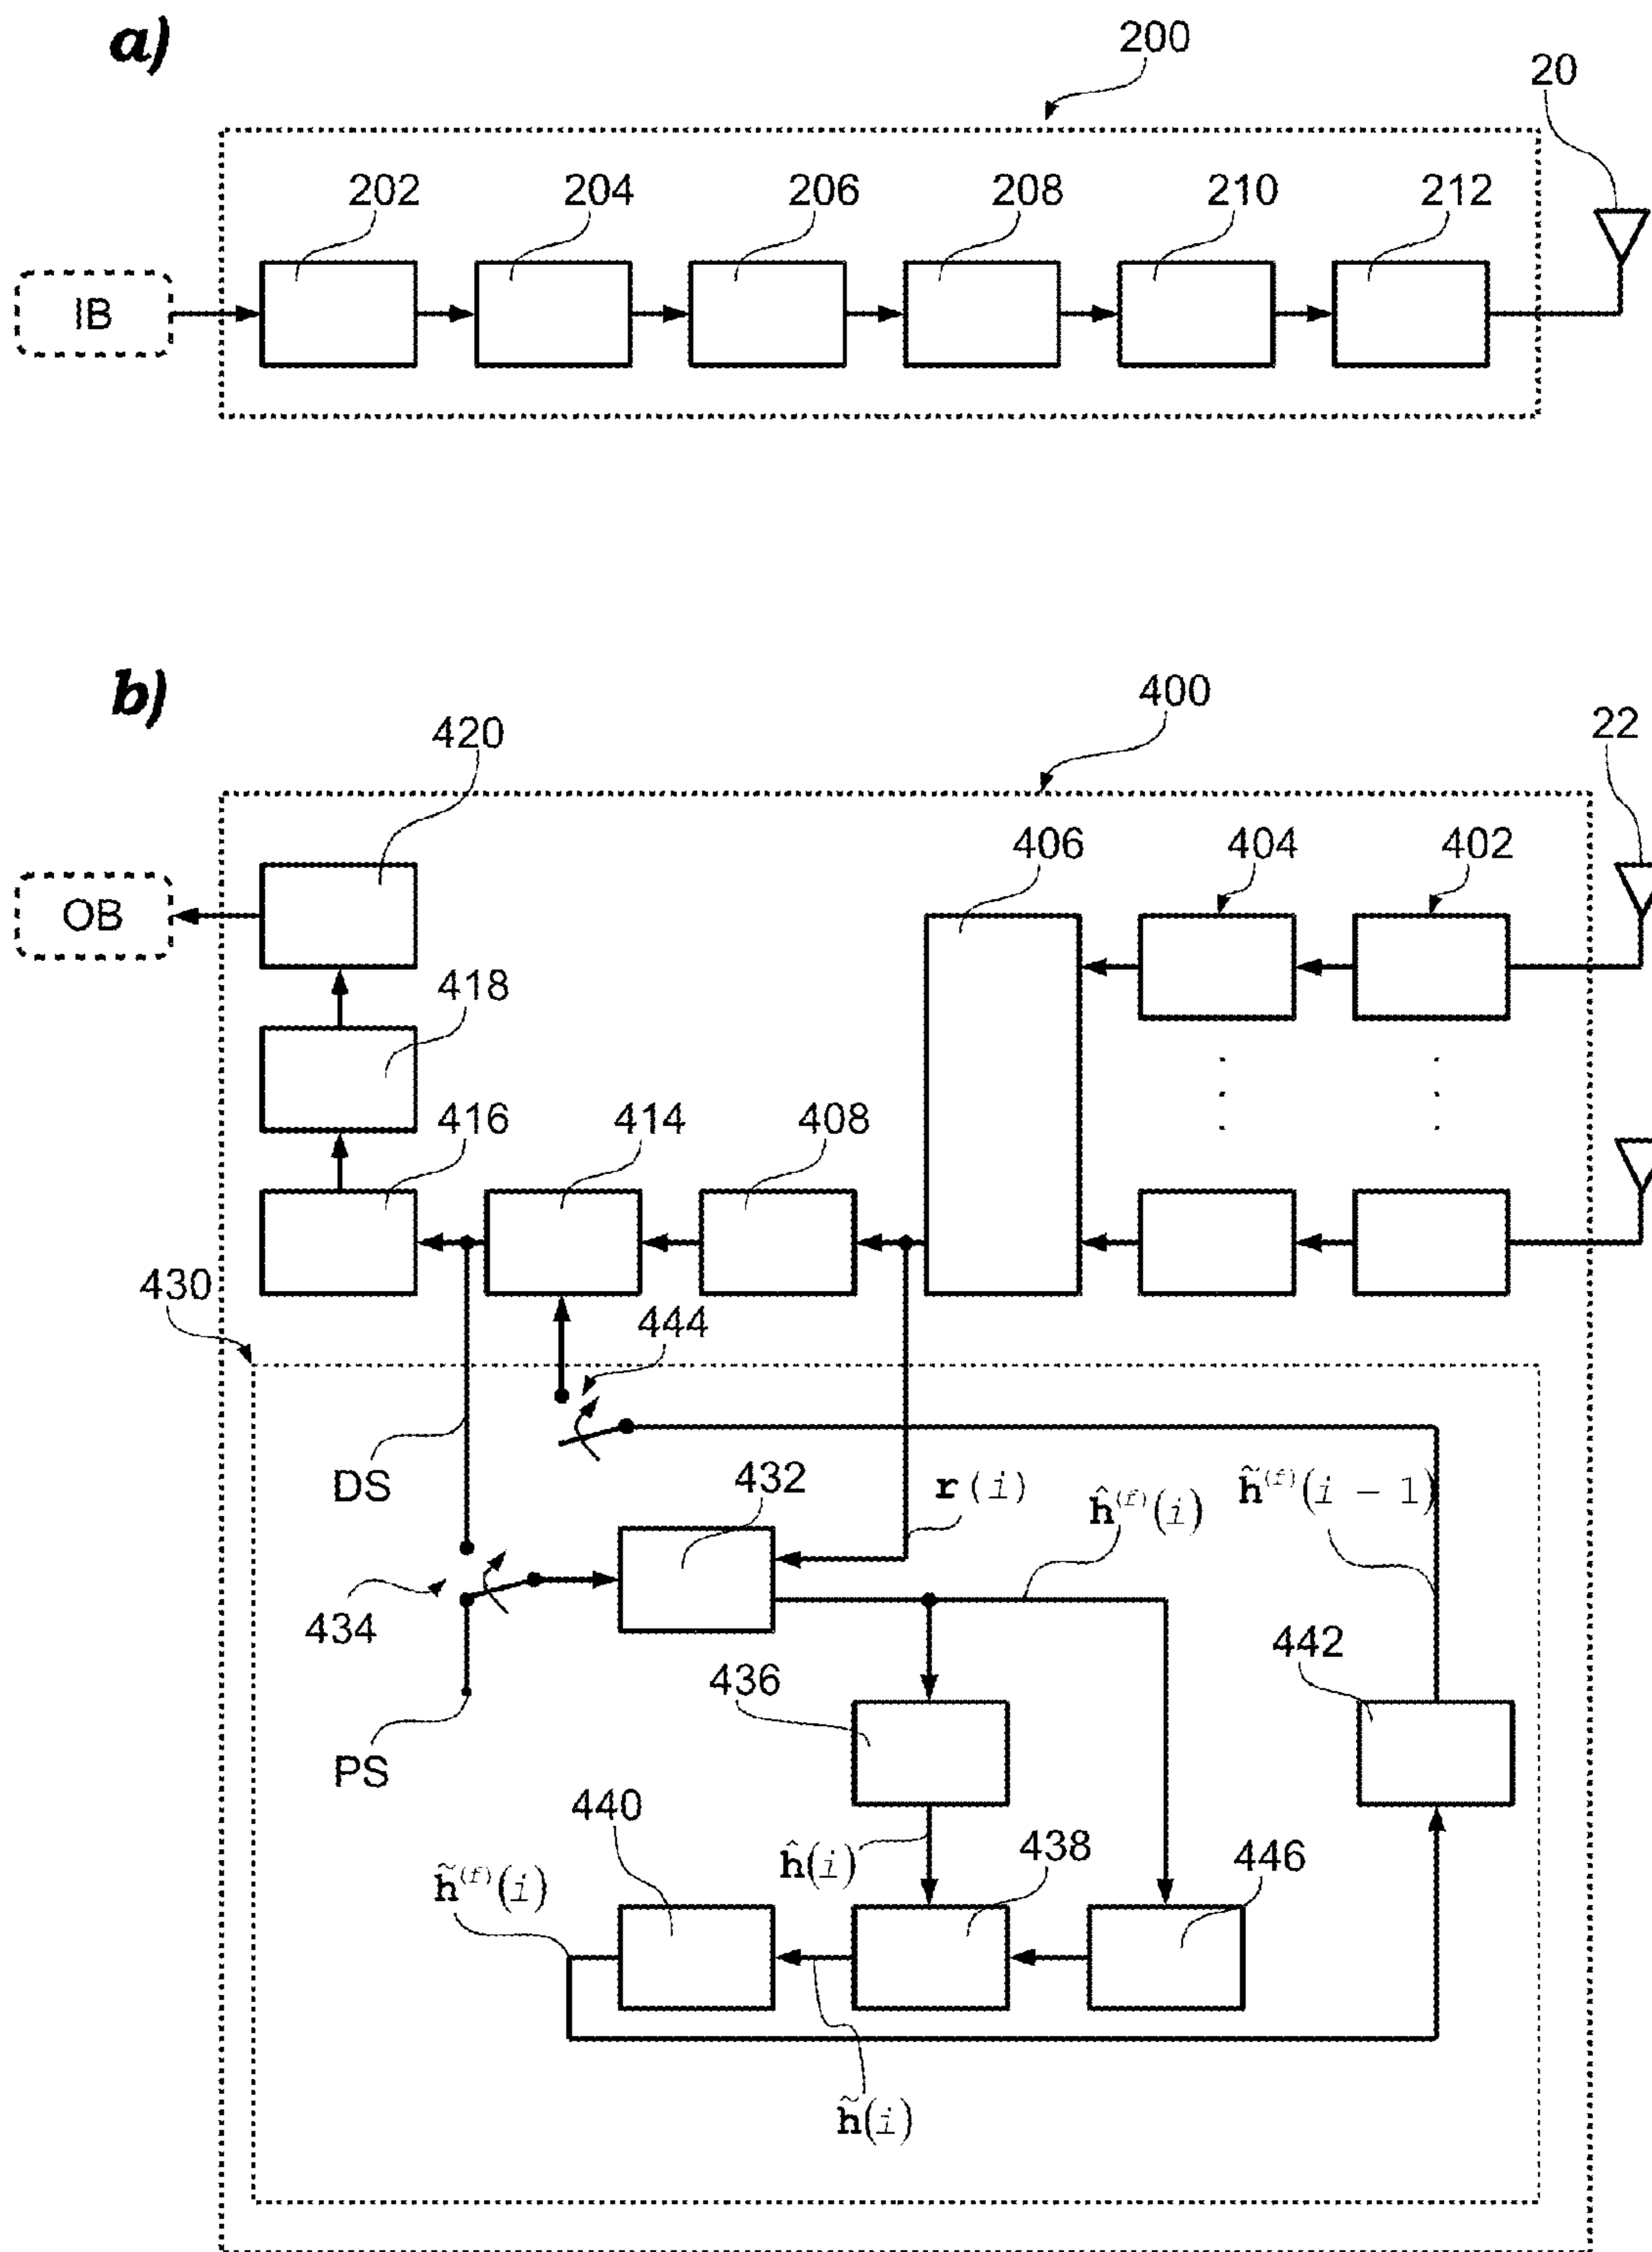 a)
200
20
202 204 206 208 210 212
IB
b)
400
22
420
406 404 402
OB
418
416 414 408
430
444
DS
432
r(i)
ĥ⁽ᶠ⁾(i)
h̃⁽ᶠ⁾(i − 1)
434
436
442
PS
440
ĥ(i)
438
446
h̃⁽ᶠ⁾(i)
h̃(i)